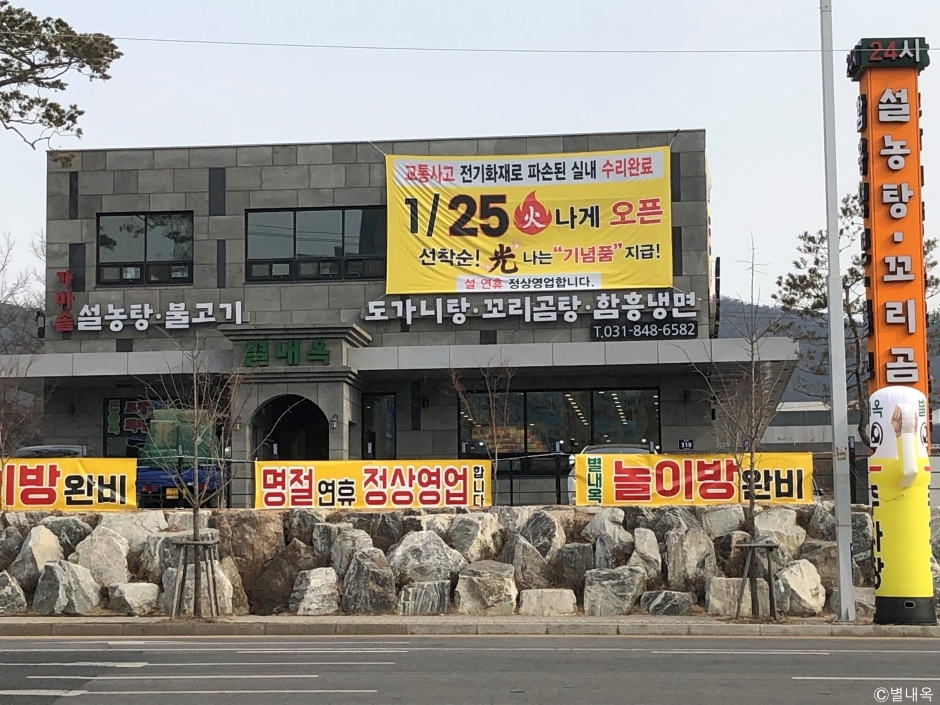 24시
설농탕·꼬리곰
교통사고 전기화재로 파손된 실내 수리완료
1/25 火 나게 오픈
선착순! 光 나는 "기념품" 지급!
설 연휴 정상영업합니다.
가마솥
설농탕·불고기
도가니탕·꼬리곰탕·함흥냉면
T.031-848-6582
별내옥
319
이방 완비
명절 연휴 정상영업 합니다
별내옥 놀이방 완비
©별내옥